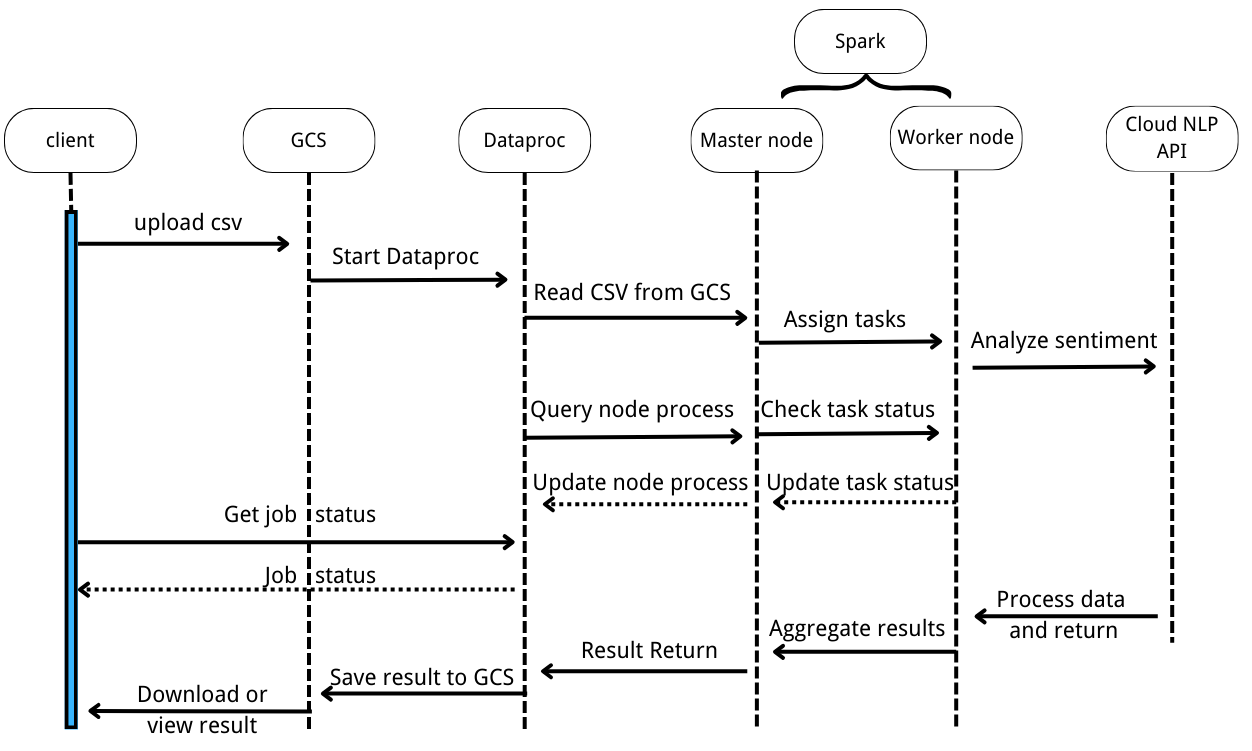 Spark
client
GCS
Dataproc
Master node
Worker node
Cloud NLP
API
upload csv
Start Dataproc
Read CSV from GCS
Assign tasks
Analyze sentiment
Query node process
Check task status
Update node process
Update task status
Get job status
Job status
Process data
and return
Aggregate results
Result Return
Save result to GCS
Download or
view result